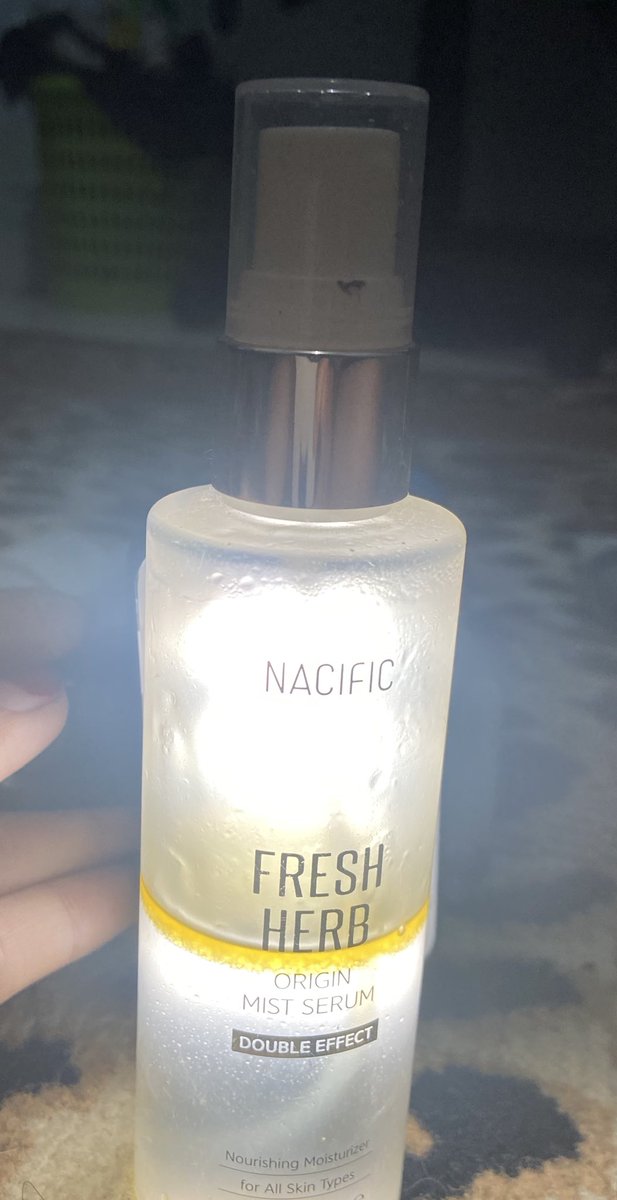 NACIFIC
FRESH
HERB
ORIGIN
MIST SERUM
DOUBLE EFFECT
Nourishing Moisturizer
for All Skin Types